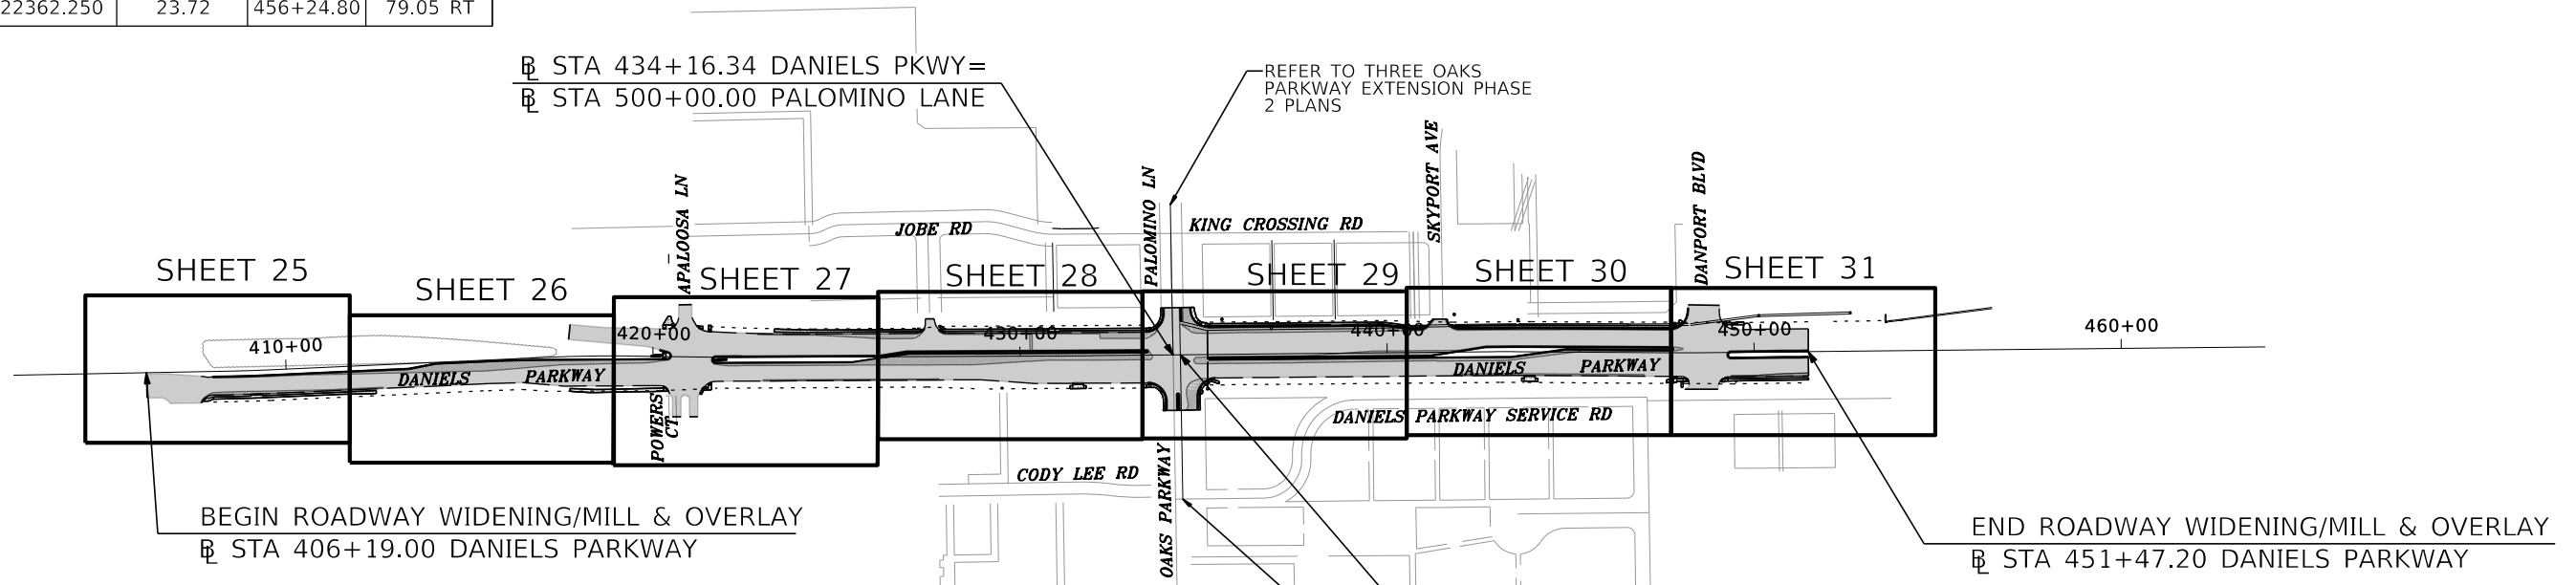 22362.250 23.72 456+24.80 79.05 RT
℄ STA 434+16.34 DANIELS PKWY=
℄ STA 500+00.00 PALOMINO LANE
REFER TO THREE OAKS
PARKWAY EXTENSION PHASE
2 PLANS
APALOOSA LN
PALOMINO LN
SKYPORT AVE
DANPORT BLVD
JOBE RD
KING CROSSING RD
SHEET 25
SHEET 26
SHEET 27
SHEET 28
SHEET 29
SHEET 30
SHEET 31
410+00
420+00
430+00
440+00
450+00
460+00
DANIELS PARKWAY
DANIELS PARKWAY
POWERS
CT
DANIELS PARKWAY SERVICE RD
CODY LEE RD
OAKS PARKWAY
BEGIN ROADWAY WIDENING/MILL & OVERLAY
℄ STA 406+19.00 DANIELS PARKWAY
END ROADWAY WIDENING/MILL & OVERLAY
℄ STA 451+47.20 DANIELS PARKWAY